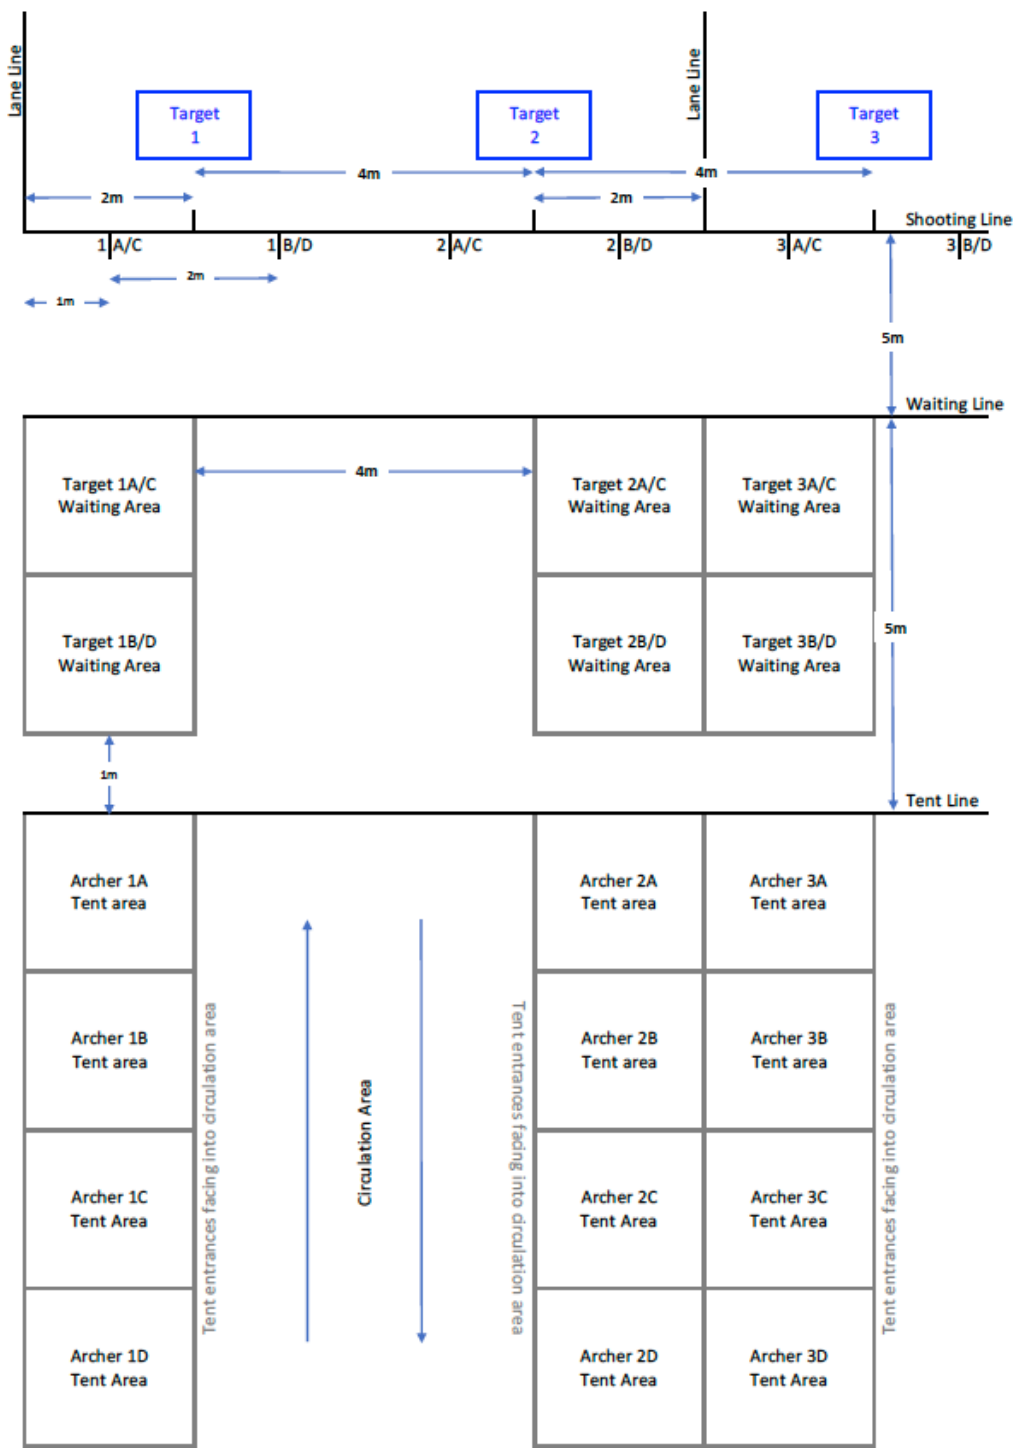 Lane Line
Lane Line
Target
1
Target
2
Target
3
4m
4m
2m
2m
Shooting Line
1 A/C
1 B/D
2 A/C
2 B/D
3 A/C
3 B/D
2m
1m
5m
Waiting Line
Target 1A/C
Waiting Area
4m
Target 2A/C
Waiting Area
Target 3A/C
Waiting Area
Target 1B/D
Waiting Area
Target 2B/D
Waiting Area
Target 3B/D
Waiting Area
5m
1m
Tent Line
Archer 1A
Tent area
Archer 2A
Tent area
Archer 3A
Tent area
Archer 1B
Tent area
Archer 2B
Tent area
Archer 3B
Tent area
Tent entrances facing into circulation area
Circulation Area
Tent entrances facing into circulation area
Tent entrances facing into circulation area
Archer 1C
Tent Area
Archer 2C
Tent Area
Archer 3C
Tent Area
Archer 1D
Tent Area
Archer 2D
Tent Area
Archer 3D
Tent Area